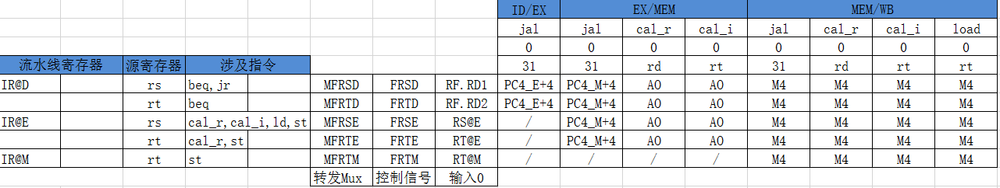 ID/EX EX/MEM MEM/WB
jal jal cal_r cal_i jal cal_r cal_i load
0 0 0 0 0 0 0 0
流水线寄存器 源寄存器 涉及指令 31 31 rd rt 31 rd rt rt
IR@D rs beq,jr MFRSD FRSD RF.RD1 PC4_E+4 PC4_M+4 AO AO M4 M4 M4 M4
rt beq MFRTD FRTD RF.RD2 PC4_E+4 PC4_M+4 AO AO M4 M4 M4 M4
IR@E rs cal_r,cal_i,ld,st MFRSE FRSE RS@E / PC4_M+4 AO AO M4 M4 M4 M4
rt cal_r,st MFRTE FRTE RT@E / PC4_M+4 AO AO M4 M4 M4 M4
IR@M rt st MFRTM FRTM RT@M / / / / M4 M4 M4 M4
转发Mux 控制信号 输入0